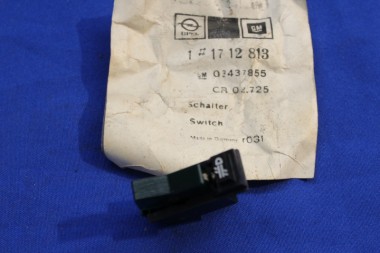 OPEL GM
1 # 17 12 813
GM 02437855
CR 02.725
Schalter
Switch
Made in Germany 1031